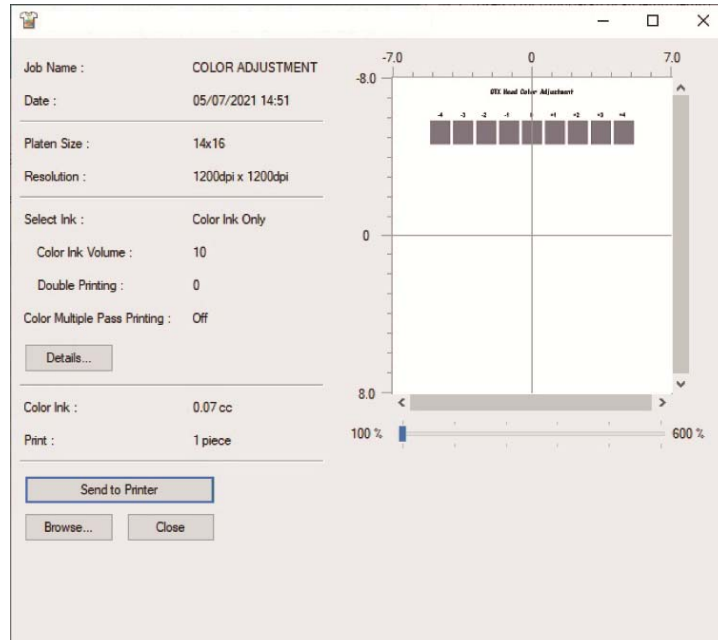 Job Name : COLOR ADJUSTMENT
Date : 05/07/2021 14:51
Platen Size : 14x16
Resolution : 1200dpi x 1200dpi
Select Ink : Color Ink Only
Color Ink Volume : 10
Double Printing : 0
Color Multiple Pass Printing : Off
Details...
Color Ink : 0.07 cc
Print : 1 piece
Send to Printer
Browse... Close
-7.0 0 7.0
-8.0
GTX Head Color Adjustment
-4 -3 -2 -1 +1 +2 +3 +4
0
8.0
100 % 600 %